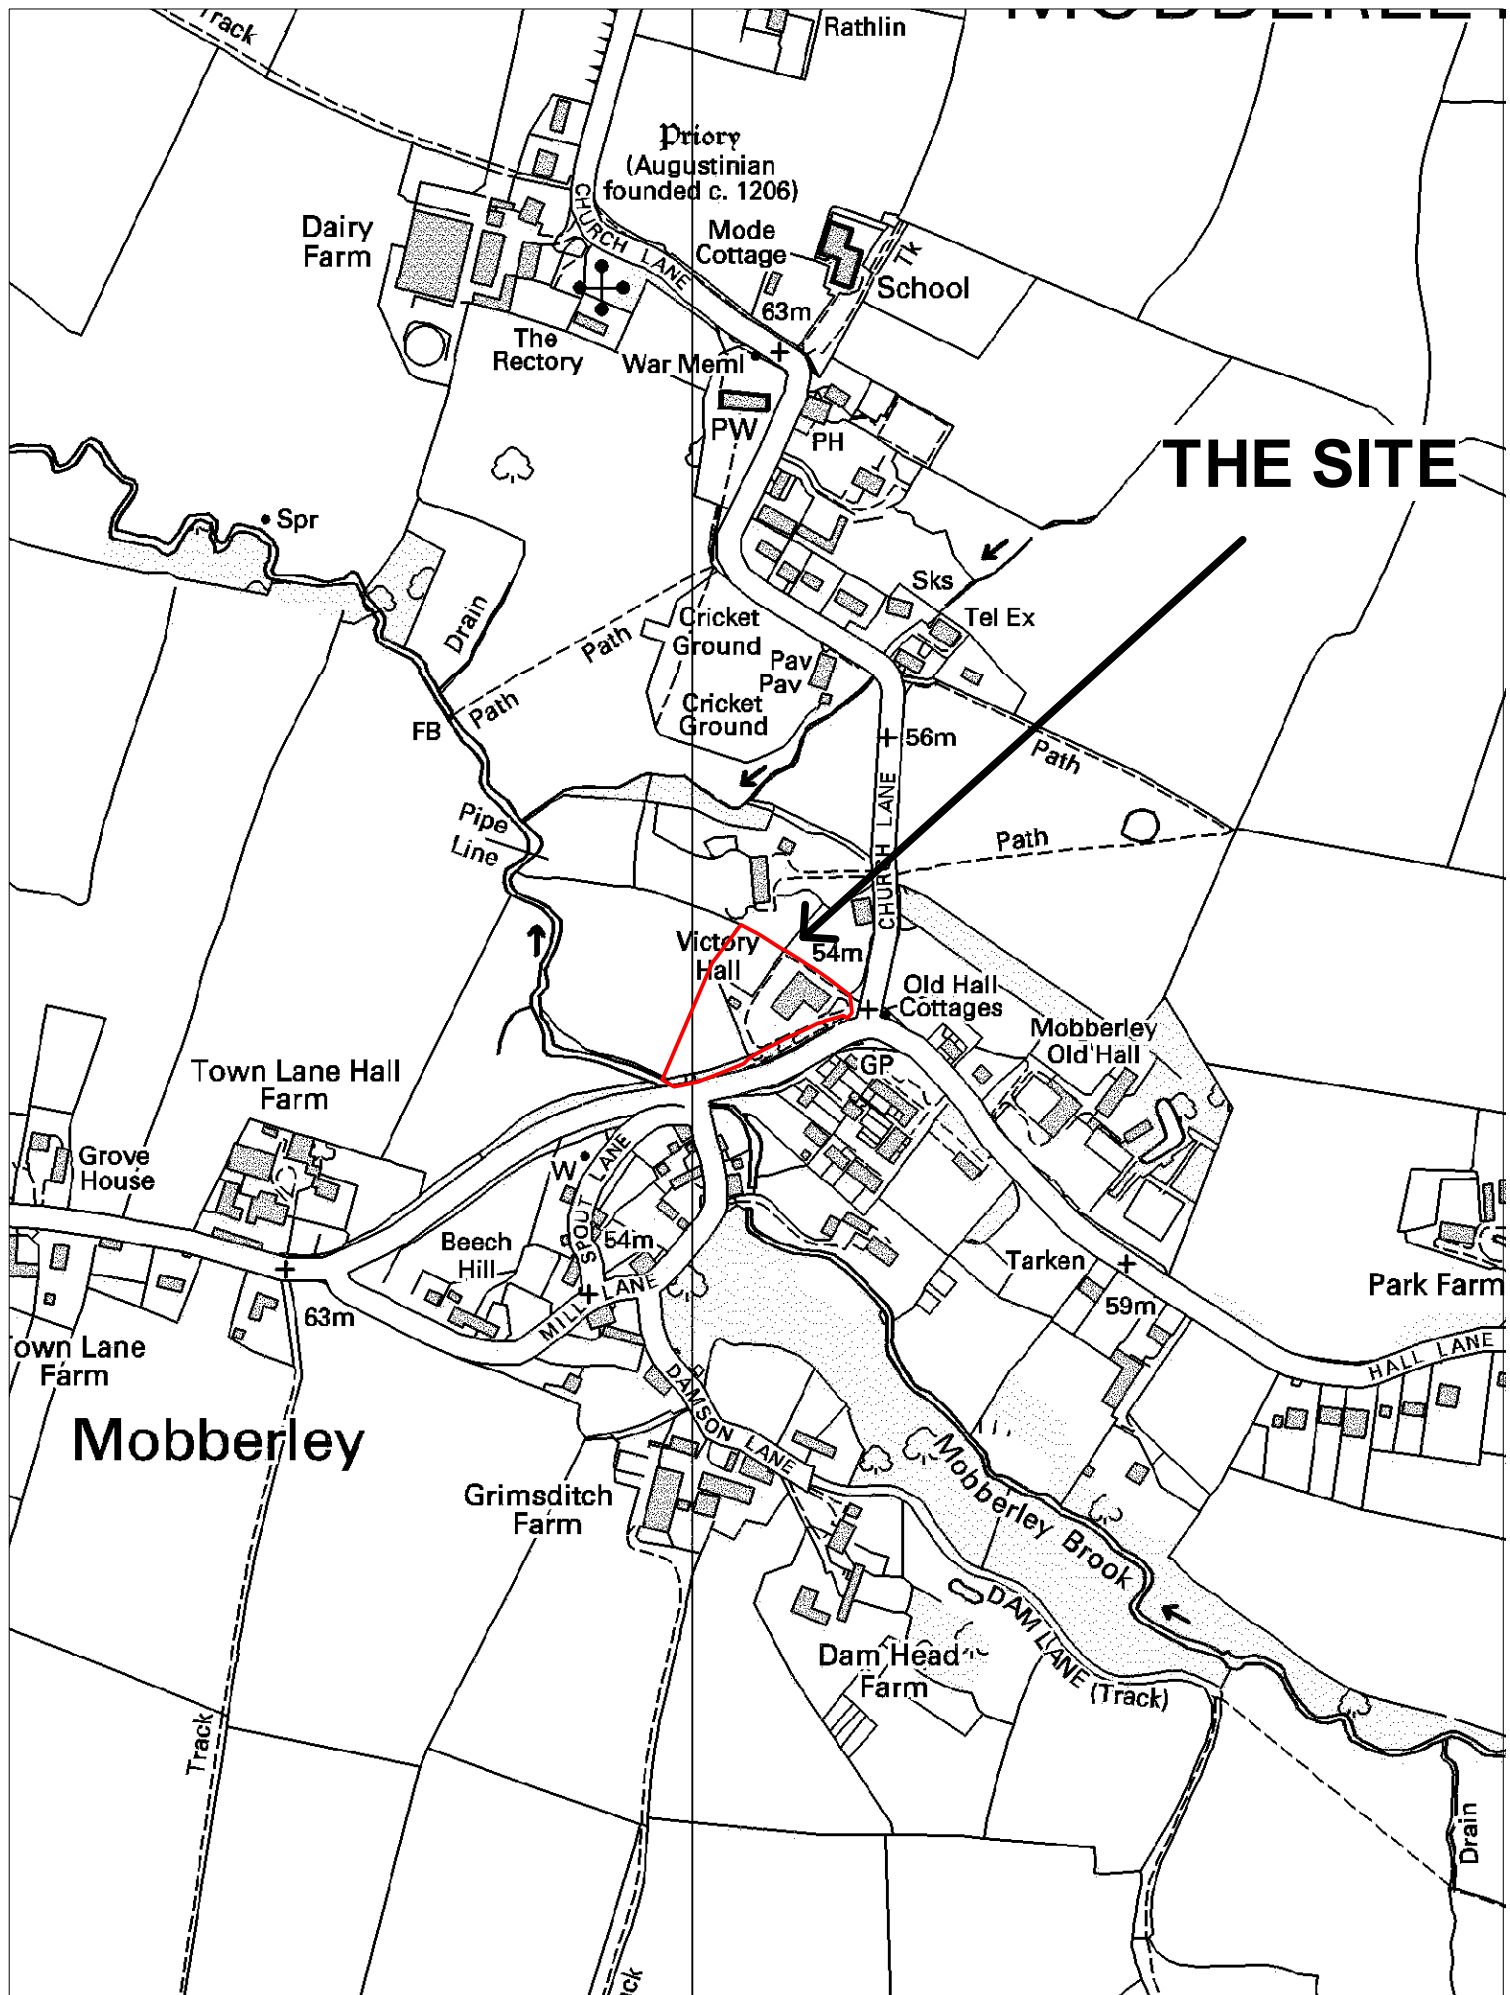 Track
Rathlin
Priory
(Augustinian
founded c. 1206)
CHURCH LANE
Dairy
Farm
Mode
Cottage
Tk
School
63m
The
Rectory
War Meml
PW
PH
THE SITE
Spr
Sks
Tel Ex
Drain
Path
Cricket
Ground
Pav
Pav
Path
Cricket
Ground
FB
56m
Path
Pipe
Line
CHURCH LANE
Path
Victory
Hall
54m
Old Hall
Cottages
Mobberley
Old Hall
GP
Town Lane Hall
Farm
Grove
House
W
SPOUT LANE
54m
Beech
Hill
MILL LANE
Tarken
59m
Park Farm
63m
HALL LANE
own Lane
Farm
DAMSON LANE
Mobberley
Grimsditch
Farm
Mobberley Brook
DAM LANE (Track)
Dam Head
Farm
Track
Drain
ck